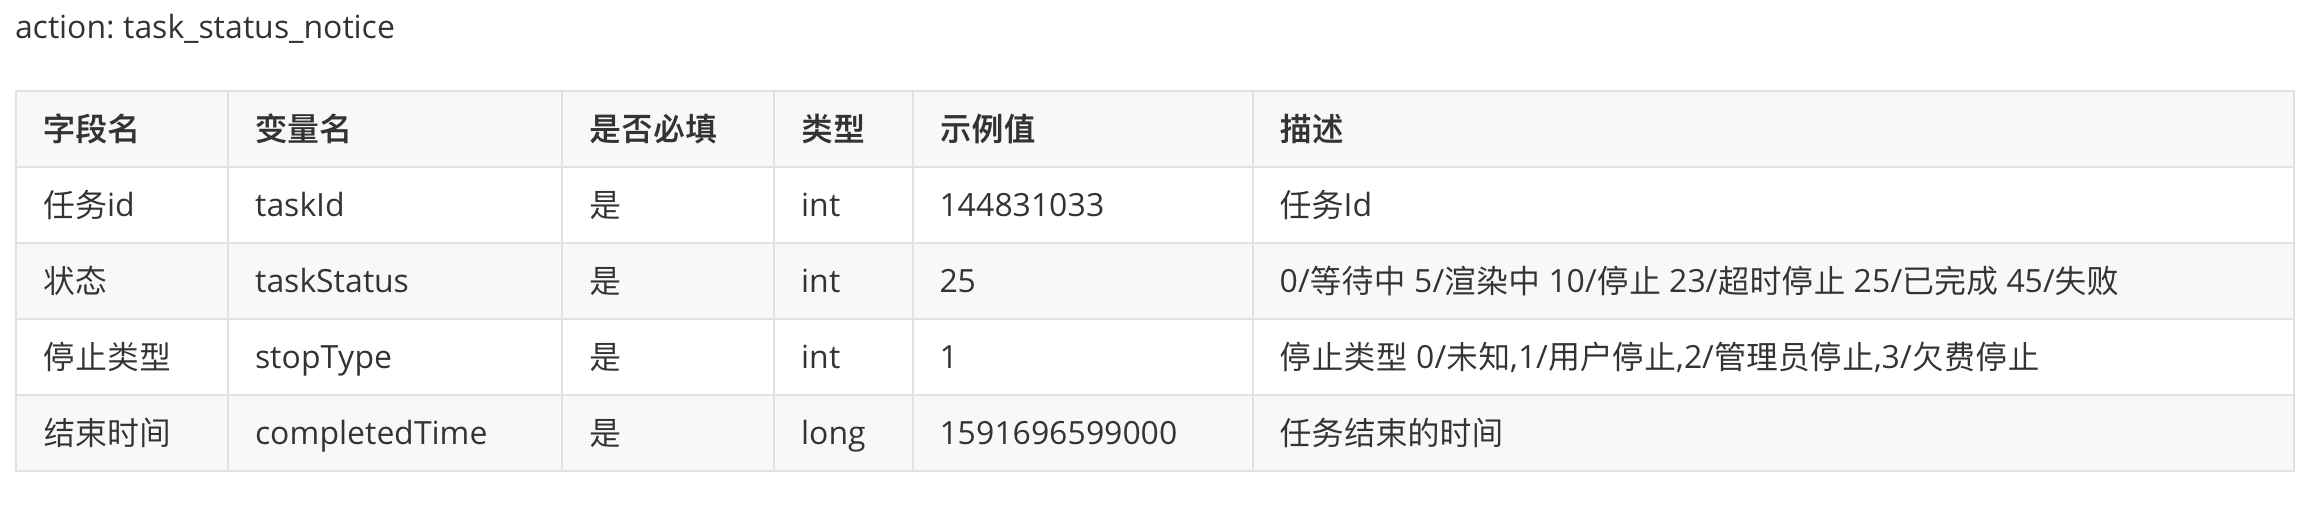 action: task_status_notice
字段名 变量名 是否必填 类型 示例值 描述
任务id taskId 是 int 144831033 任务Id
状态 taskStatus 是 int 25 0/等待中 5/渲染中 10/停止 23/超时停止 25/已完成 45/失败
停止类型 stopType 是 int 1 停止类型 0/未知,1/用户停止,2/管理员停止,3/欠费停止
结束时间 completedTime 是 long 1591696599000 任务结束的时间